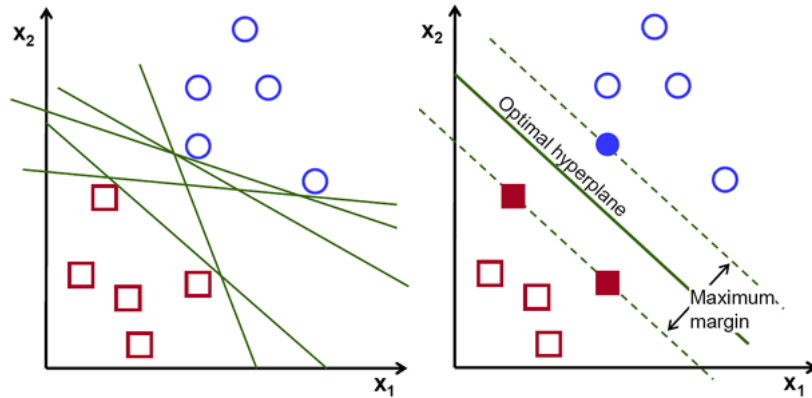 x₂
x₁
x₂
Optimal hyperplane
Maximum
margin
x₁